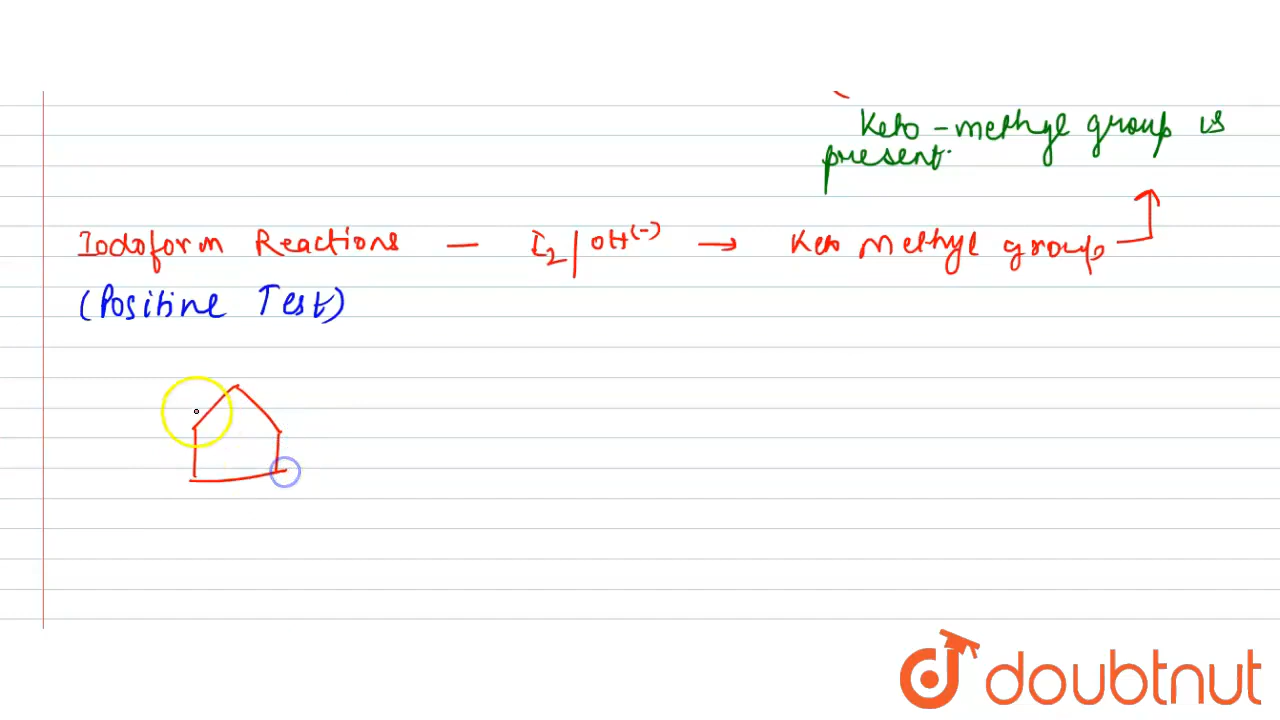 Keto - methyl group is
present.
Iodoform Reactions — I2 | OH(-) → Keto Methyl group
(Positive Test)
doubtnut